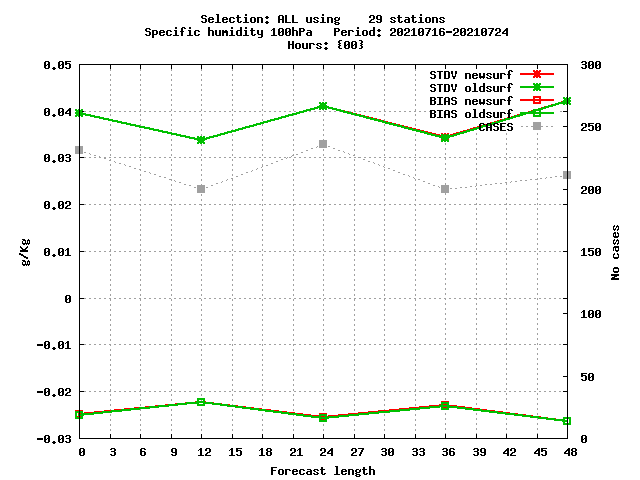 Selection: ALL using    29 stations
Specific humidity 100hPa   Period: 20210716-20210724
Hours: {00}
0.05
0.04
0.03
0.02
0.01
0
-0.01
-0.02
-0.03
g/Kg
STDV newsurf
STDV oldsurf
BIAS newsurf
BIAS oldsurf
CASES
300
250
200
150
100
50
0
No cases
0 3 6 9 12 15 18 21 24 27 30 33 36 39 42 45 48
Forecast length